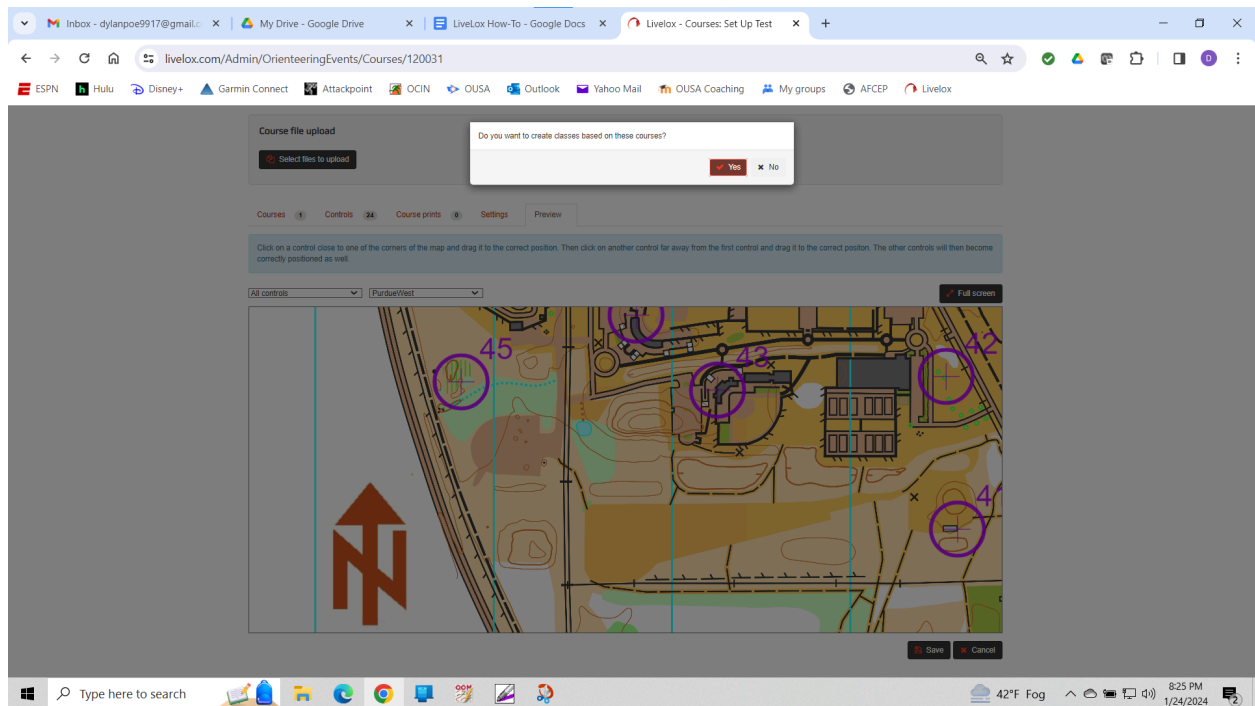 Inbox - dylanpoe9917@gmail.c
My Drive - Google Drive
LiveLox How-To - Google Docs
Livelox - Courses: Set Up Test
livelox.com/Admin/OrienteeringEvents/Courses/120031
D
ESPN
h Hulu
Disney+
Garmin Connect
Attackpoint
OCIN
OUSA
Outlook
Yahoo Mail
OUSA Coaching
My groups
AFCEP
Livelox
Course file upload
Select files to upload
Do you want to create classes based on these courses?
Yes
No
Courses 1
Controls 24
Course prints 0
Settings
Preview
Click on a control close to one of the corners of the map and drag it to the correct position. Then click on another control far away from the first control and drag it to the correct positon. The other controls will then become
correctly positioned as well.
All controls
PurdueWest
Full screen
45
43
42
N
Save
Cancel
Type here to search
OOM
42°F Fog
8:25 PM
1/24/2024
2